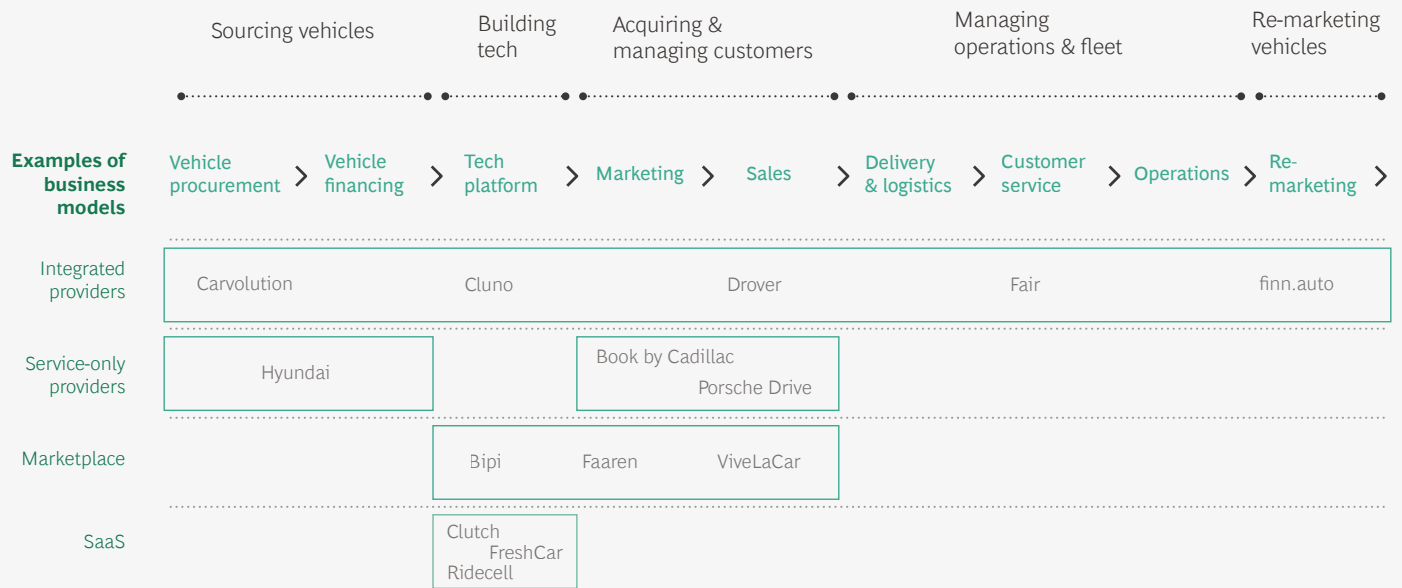 Sourcing vehicles
Building
tech
Acquiring &
managing customers
Managing
operations & fleet
Re-marketing
vehicles
Examples of
business
models
Vehicle
procurement
Vehicle
financing
Tech
platform
Marketing
Sales
Delivery
& logistics
Customer
service
Operations
Re-
marketing
Integrated
providers
Carvolution
Cluno
Drover
Fair
finn.auto
Service-only
providers
Hyundai
Book by Cadillac
Porsche Drive
Marketplace
Bipi
Faaren
ViveLaCar
SaaS
Clutch
FreshCar
Ridecell